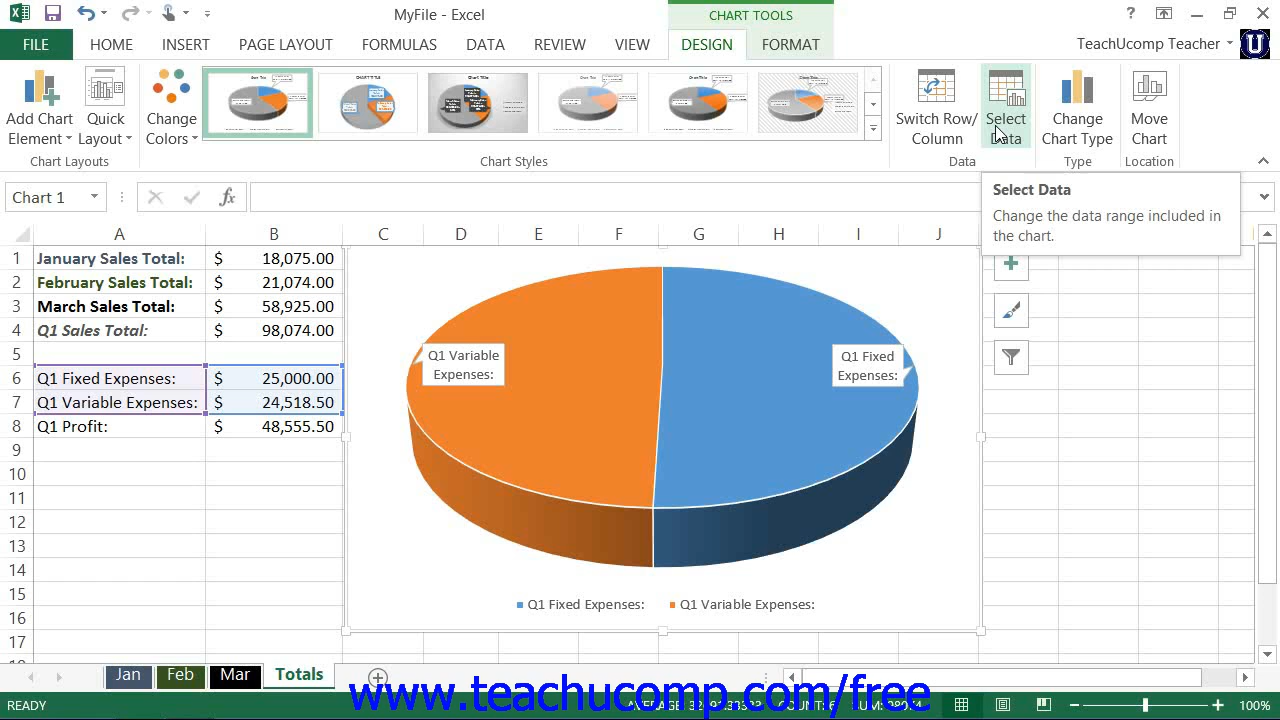 MyFile - Excel
CHART TOOLS
?
FILE HOME INSERT PAGE LAYOUT FORMULAS DATA REVIEW VIEW DESIGN FORMAT TeachUcomp Teacher U
Add Chart Element
Quick Layout
Change Colors
Switch Row/ Column
Select Data
Change Chart Type
Move Chart
Chart Layouts Chart Styles Data Type Location
Chart 1 fx
Select Data
Change the data range included in
the chart.
A B C D E F G H I J
1 January Sales Total: $ 18,075.00
2 February Sales Total: $ 21,074.00
3 March Sales Total: $ 58,925.00
4 Q1 Sales Total: $ 98,074.00
5
6 Q1 Fixed Expenses: $ 25,000.00
7 Q1 Variable Expenses: $ 24,518.50
8 Q1 Profit: $ 48,555.50
9
10
11
12
13
14
15
16
17
Q1 Variable
Expenses:
Q1 Fixed
Expenses:
Q1 Fixed Expenses: Q1 Variable Expenses:
Jan Feb Mar Totals
www.teachucomp.com/free
READY 100%